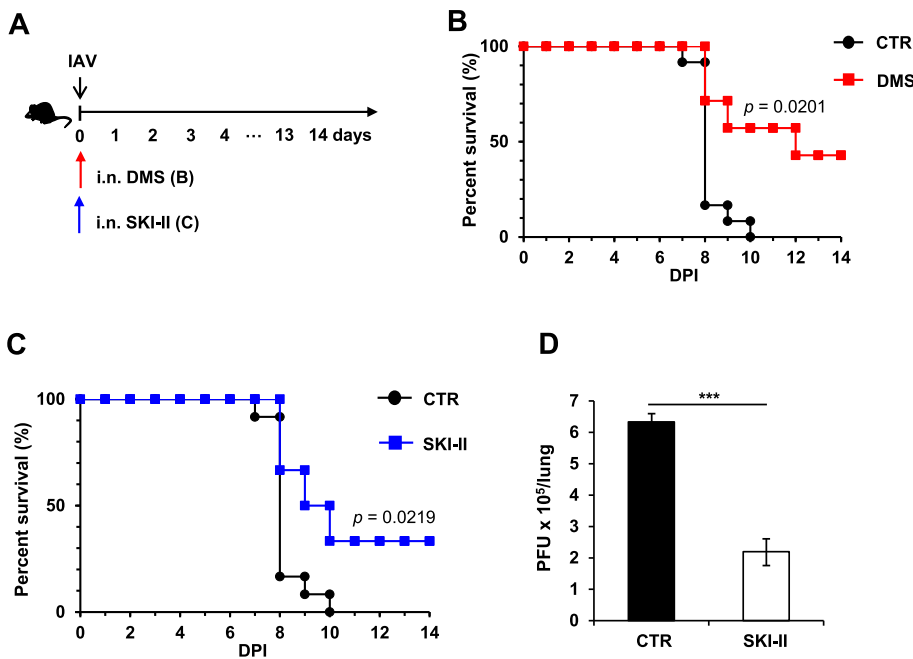 A
IAV
0 1 2 3 4 ... 13 14 days
i.n. DMS (B)
i.n. SKI-II (C)
B
Percent survival (%)
100
50
0
0 2 4 6 8 10 12 14
DPI
CTR
DMS
p = 0.0201
C
Percent survival (%)
100
50
0
0 2 4 6 8 10 12 14
DPI
CTR
SKI-II
p = 0.0219
D
PFU x 10⁵/lung
7
6
5
4
3
2
1
0
***
CTR SKI-II